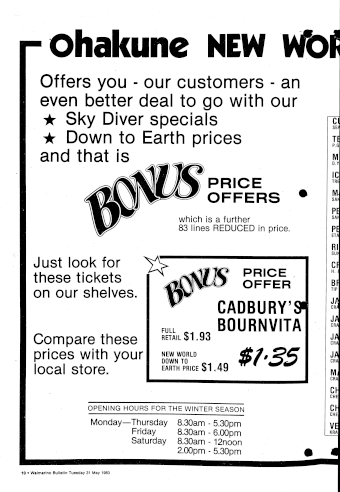 Ohakune NEW WOR
Offers you - our customers - an
even better deal to go with our
★ Sky Diver specials
★ Down to Earth prices
and that is
BONUS PRICE
OFFERS
which is a further
83 lines REDUCED in price.
Just look for
these tickets
on our shelves.
BONUS PRICE
OFFER
CADBURY'S
BOURNVITA
FULL
RETAIL $1.93
NEW WORLD
DOWN TO
EARTH PRICE $1.49
$1.35
Compare these
prices with your
local store.
OPENING HOURS FOR THE WINTER SEASON
Monday—Thursday 8.30am - 5.30pm
Friday 8.30am - 6.00pm
Saturday 8.30am - 12noon
2.00pm - 5.30pm
10 • Waimarino Bulletin Tuesday 31 May 1983